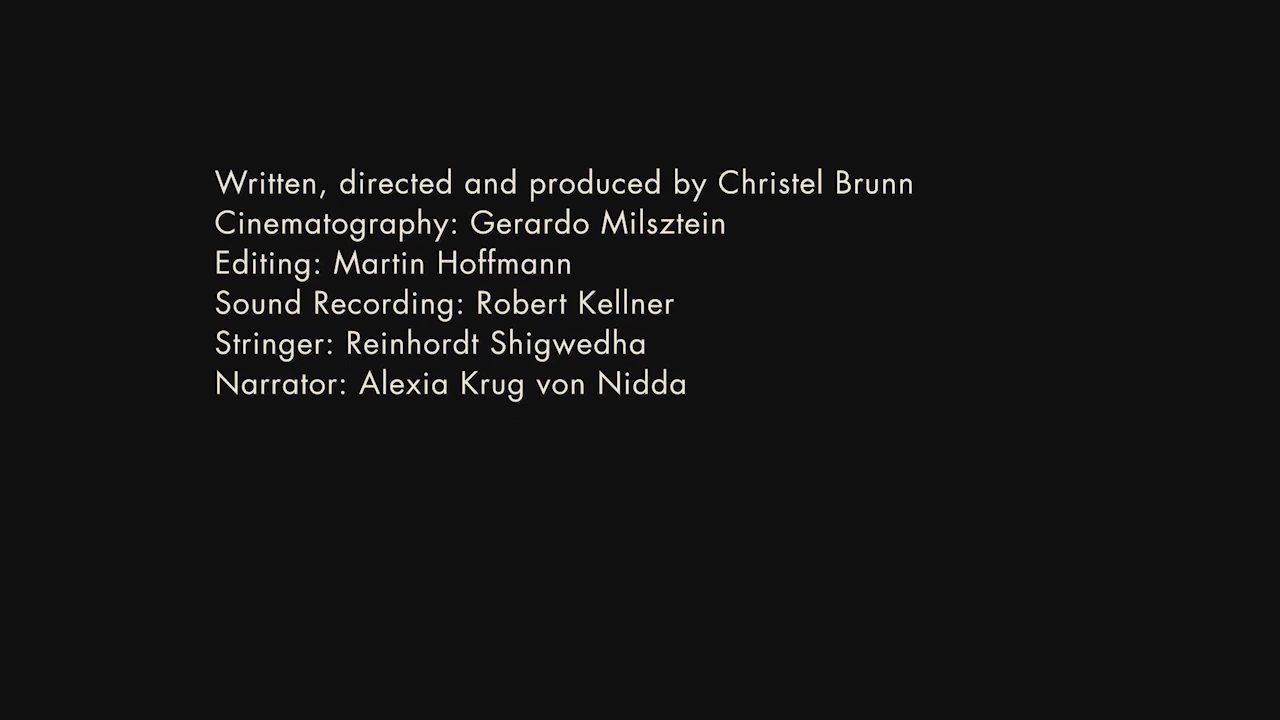 Written, directed and produced by Christel Brunn
Cinematography: Gerardo Milsztein
Editing: Martin Hoffmann
Sound Recording: Robert Kellner
Stringer: Reinhordt Shigwedha
Narrator: Alexia Krug von Nidda